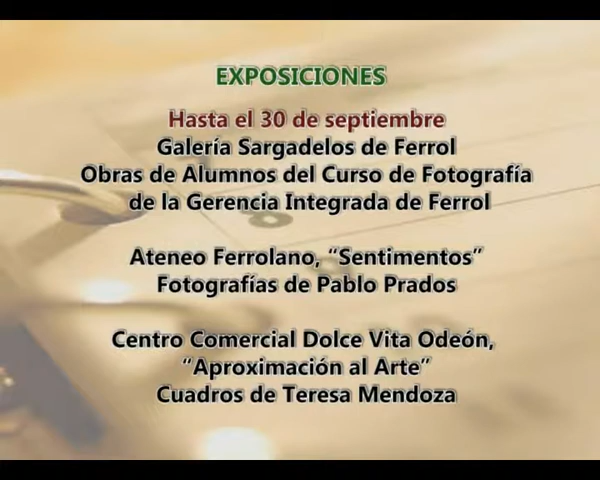 EXPOSICIONES
Hasta el 30 de septiembre
Galería Sargadelos de Ferrol
Obras de Alumnos del Curso de Fotografía
de la Gerencia Integrada de Ferrol
Ateneo Ferrolano, “Sentimentos”
Fotografías de Pablo Prados
Centro Comercial Dolce Vita Odeón,
“Aproximación al Arte”
Cuadros de Teresa Mendoza